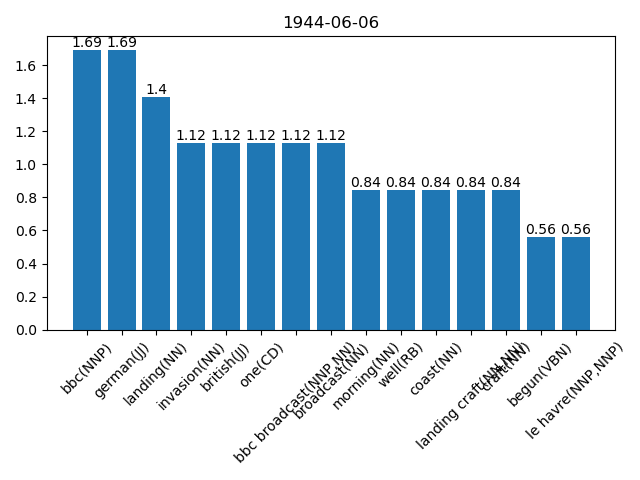 1944-06-06
1.69 1.69 1.4 1.12 1.12 1.12 1.12 1.12 0.84 0.84 0.84 0.84 0.84 0.56 0.56
1.6
1.4
1.2
1.0
0.8
0.6
0.4
0.2
0.0
bbc(NNP)
german(JJ)
landing(NN)
invasion(NN)
british(JJ)
one(CD)
bbc broadcast(NNP,NN)
broadcast(NN)
morning(NN)
well(RB)
coast(NN)
landing craft(NN,NN)
craft(NN)
begun(VBN)
le havre(NNP,NNP)